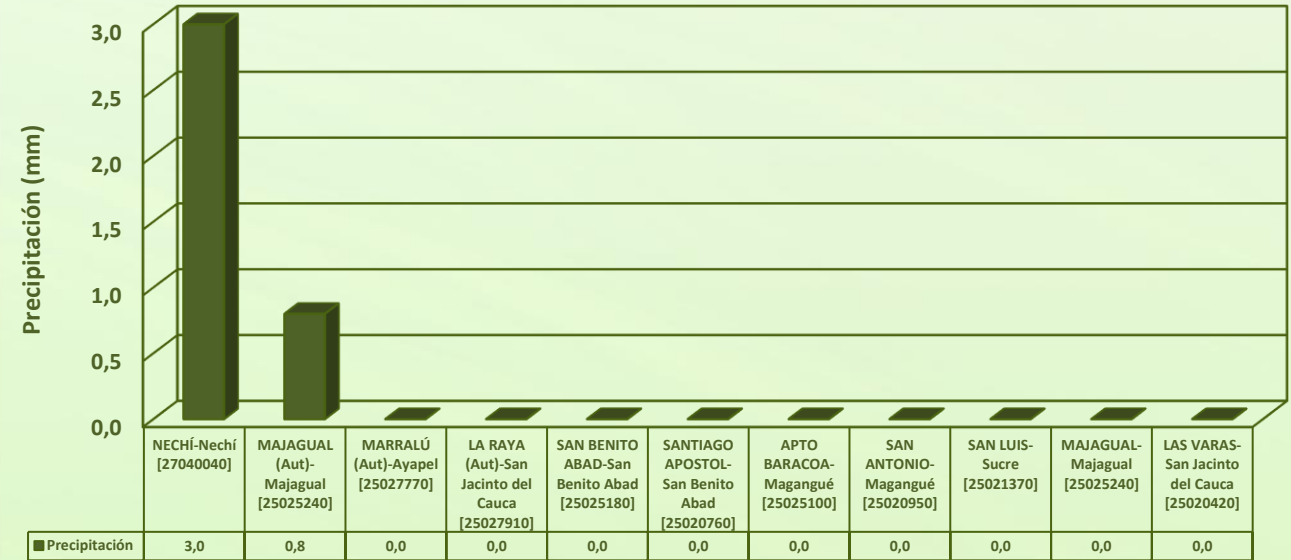 Precipitación (mm)
3,0
2,5
2,0
1,5
1,0
0,5
0,0
NECHÍ-Nechí
[27040040]
MAJAGUAL
(Aut)-
Majagual
[25025240]
MARRALÚ
(Aut)-Ayapel
[25027770]
LA RAYA
(Aut)-San
Jacinto del
Cauca
[25027910]
SAN BENITO
ABAD-San
Benito Abad
[25025180]
SANTIAGO
APOSTOL-
San Benito
Abad
[25020760]
APTO
BARACOA-
Magangué
[25025100]
SAN
ANTONIO-
Magangué
[25020950]
SAN LUIS-
Sucre
[25021370]
MAJAGUAL-
Majagual
[25025240]
LAS VARAS-
San Jacinto
del Cauca
[25020420]
Precipitación 3,0 0,8 0,0 0,0 0,0 0,0 0,0 0,0 0,0 0,0 0,0